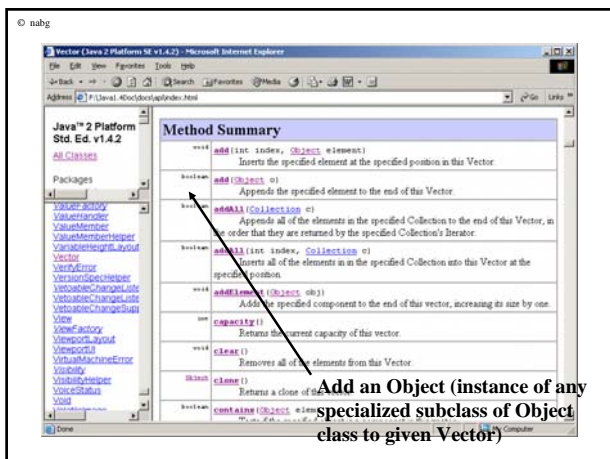 © nabg
Vector (Java 2 Platform SE v1.4.2) - Microsoft Internet Explorer
File Edit View Favorites Tools Help
Back Search Favorites Media
Address F:\Java1.4Doc\docs\api\index.html Go Links »
Java™ 2 Platform
Std. Ed. v1.4.2
All Classes
Packages
ValueFactory
ValueHandler
ValueMember
ValueMemberHelper
VariableHeightLayout
Vector
VerifyError
VersionSpecHelper
VetoableChangeListe
VetoableChangeListe
VetoableChangeSupp
View
ViewFactory
ViewportLayout
ViewportUI
VirtualMachineError
Visibility
VisibilityHelper
VoiceStatus
Void
Method Summary
void add(int index, Object element)
Inserts the specified element at the specified position in this Vector.
boolean add(Object o)
Appends the specified element to the end of this Vector.
boolean addAll(Collection c)
Appends all of the elements in the specified Collection to the end of this Vector, in
the order that they are returned by the specified Collection's Iterator.
boolean addAll(int index, Collection c)
Inserts all of the elements in in the specified Collection into this Vector at the
specified position.
void addElement(Object obj)
Adds the specified component to the end of this vector, increasing its size by one.
int capacity()
Returns the current capacity of this vector.
void clear()
Removes all of the elements from this Vector.
Object clone()
Returns a clone of this vector.
boolean contains(Object elem
Add an Object (instance of any
specialized subclass of Object
class to given Vector)
Done
My Computer